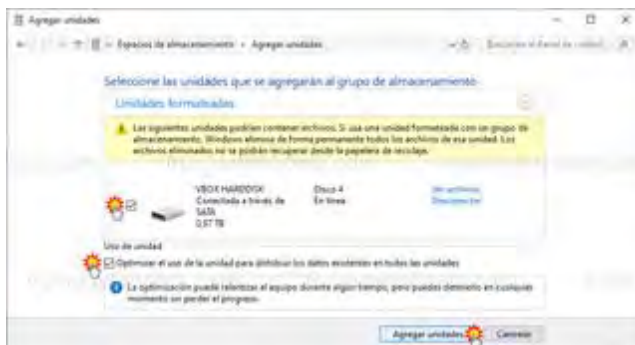 Agregar unidades
Espacios de almacenamiento > Agregar unidades
Seleccione las unidades que se agregarán al grupo de almacenamiento
Unidades formateadas
Las siguientes unidades podrían contener archivos. Si usa una unidad formateada con un grupo de
almacenamiento, Windows elimina de forma permanente todos los archivos de esa unidad. Los
archivos eliminados no se podrán recuperar desde la papelera de reciclaje.
VBOX HARDDISK Disco 4 Ver archivos
Conectada a través de En línea Desconectar
SATA
0,97 TB
Uso de unidad
Optimizar el uso de la unidad para distribuir los datos existentes en todas las unidades
La optimización puede ralentizar el equipo durante algún tiempo, pero puedes detenerlo en cualquier
momento sin perder el progreso.
Agregar unidades Cancelar